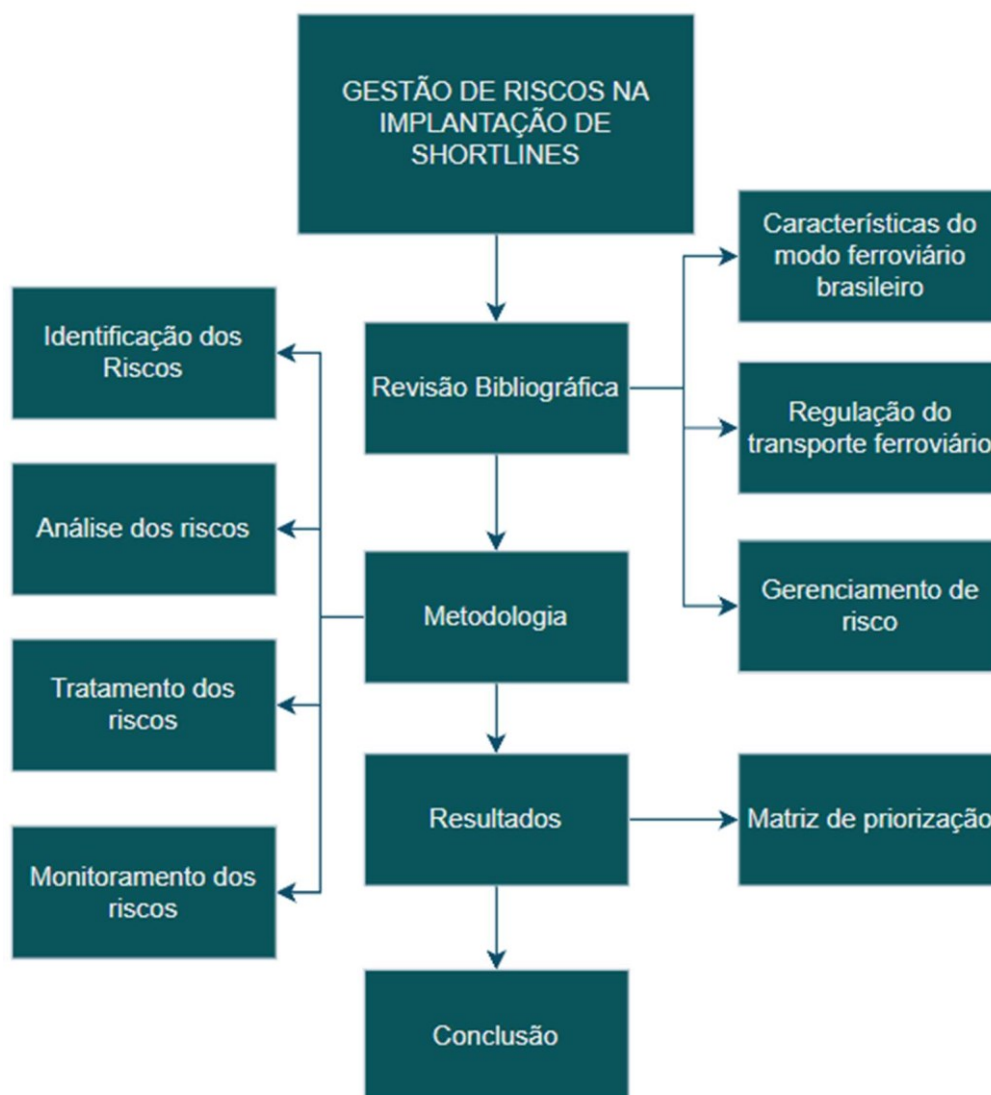 GESTÃO DE RISCOS NA
IMPLANTAÇÃO DE
SHORTLINES
Revisão Bibliográfica
Características do
modo ferroviário
brasileiro
Regulação do
transporte ferroviário
Gerenciamento de
risco
Metodologia
Identificação dos
Riscos
Análise dos riscos
Tratamento dos
riscos
Monitoramento dos
riscos
Resultados
Matriz de priorização
Conclusão